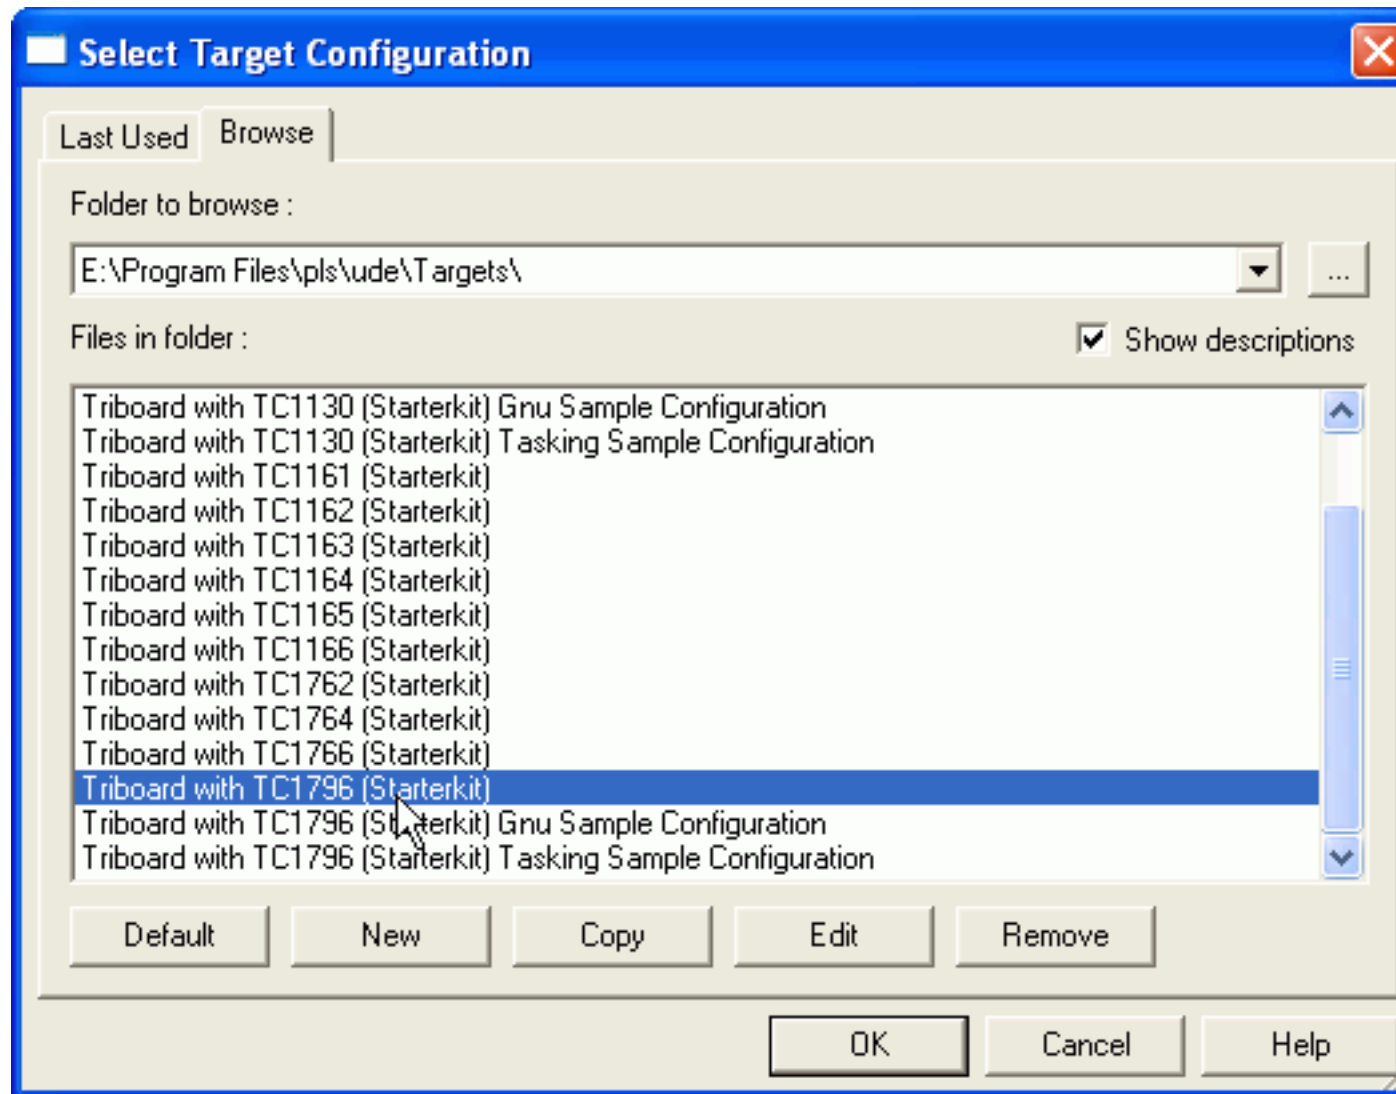 Select Target Configuration
Last Used Browse
Folder to browse :
E:\Program Files\pls\ude\Targets\ ...
Files in folder : Show descriptions
Triboard with TC1130 (Starterkit) Gnu Sample Configuration
Triboard with TC1130 (Starterkit) Tasking Sample Configuration
Triboard with TC1161 (Starterkit)
Triboard with TC1162 (Starterkit)
Triboard with TC1163 (Starterkit)
Triboard with TC1164 (Starterkit)
Triboard with TC1165 (Starterkit)
Triboard with TC1166 (Starterkit)
Triboard with TC1762 (Starterkit)
Triboard with TC1764 (Starterkit)
Triboard with TC1766 (Starterkit)
Triboard with TC1796 (Starterkit)
Triboard with TC1796 (Starterkit) Gnu Sample Configuration
Triboard with TC1796 (Starterkit) Tasking Sample Configuration
Default New Copy Edit Remove
OK Cancel Help